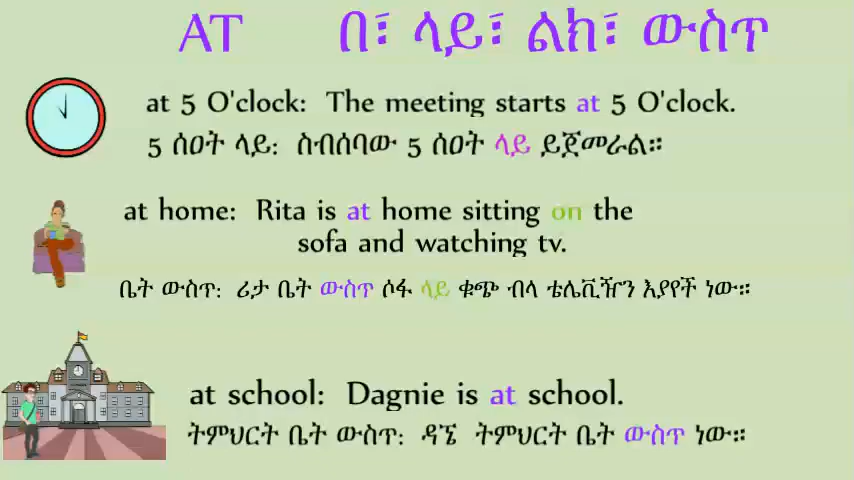 AT በ፣ ላይ፣ ልክ፣ ውስጥ
at 5 O'clock: The meeting starts at 5 O'clock.
5 ሰዐት ላይ: ስብሰባው 5 ሰዐት ላይ ይጀመራል።
at home: Rita is at home sitting on the
sofa and watching tv.
ቤት ውስጥ: ሪታ ቤት ውስጥ ሶፋ ላይ ቁጭ ብላ ቴሌቪዥን እያየች ነው።
at school: Dagnie is at school.
ትምህርት ቤት ውስጥ: ዳኜ ትምህርት ቤት ውስጥ ነው።